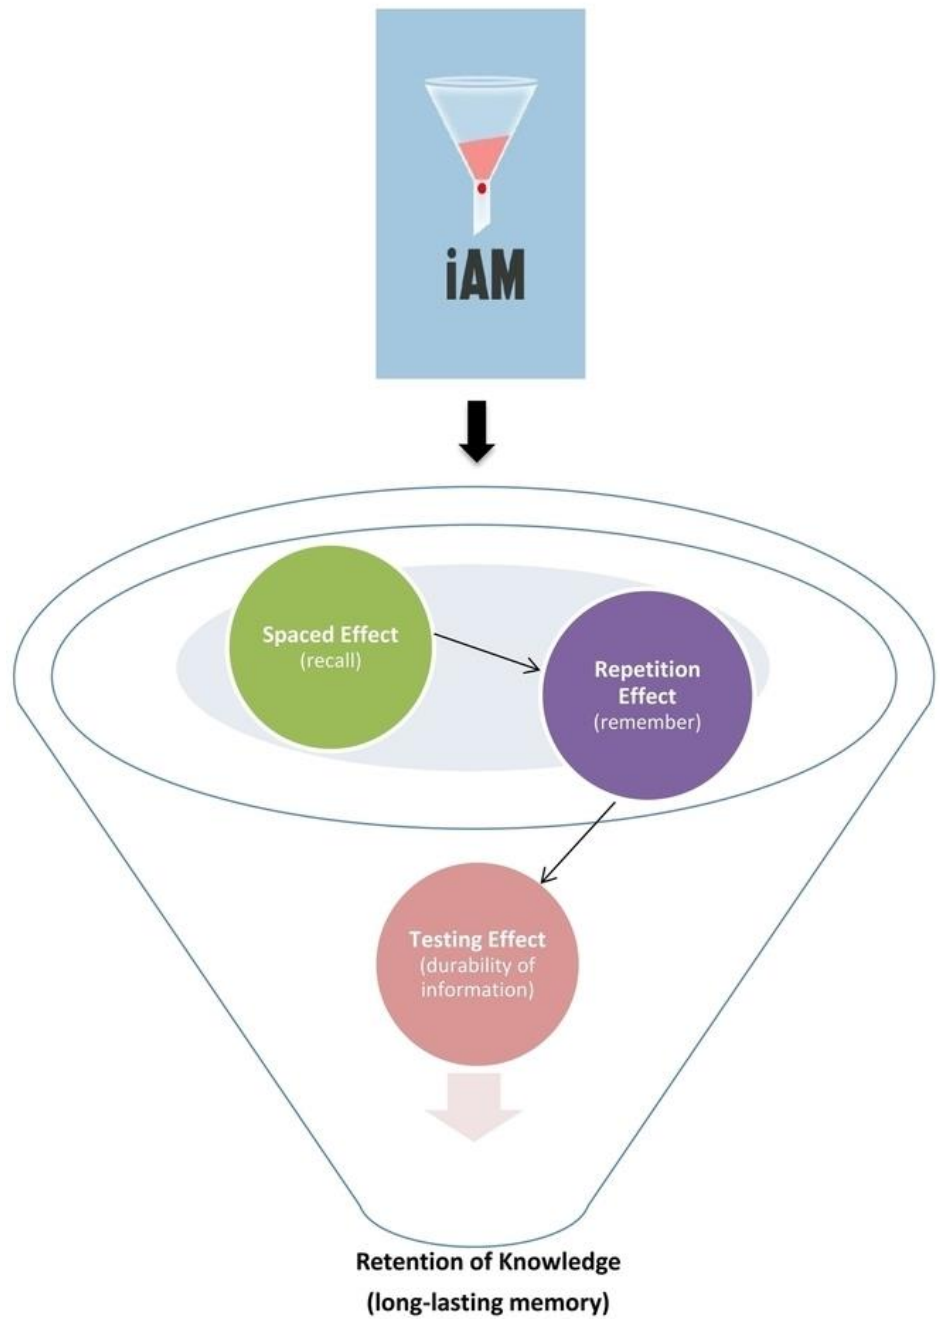 iAM
Spaced Effect
(recall)
Repetition
Effect
(remember)
Testing Effect
(durability of
information)
Retention of Knowledge
(long-lasting memory)